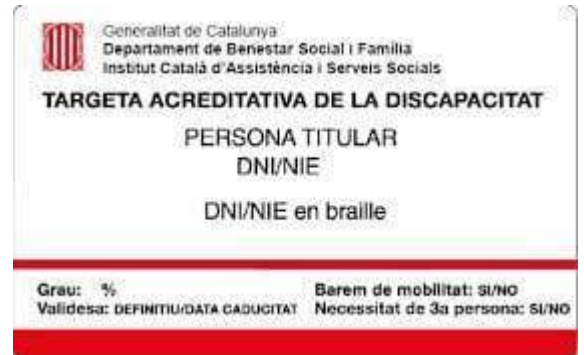 Generalitat de Catalunya
Departament de Benestar Social i Família
Institut Català d'Assistència i Serveis Socials
TARGETA ACREDITATIVA DE LA DISCAPACITAT
PERSONA TITULAR
DNI/NIE
DNI/NIE en braille
Grau: % Barem de mobilitat: SI/NO
Validesa: DEFINITIU/DATA CADUCITAT Necessitat de 3a persona: SI/NO